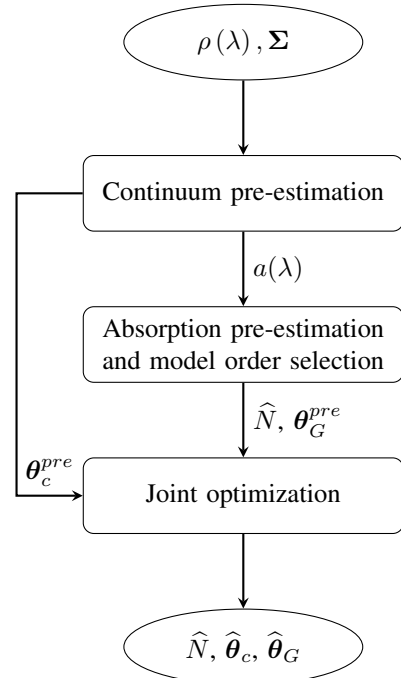 ρ(λ), Σ
Continuum pre-estimation
a(λ)
Absorption pre-estimation
and model order selection
N̂, θ_G^{pre}
θ_c^{pre}
Joint optimization
N̂, θ̂_c, θ̂_G